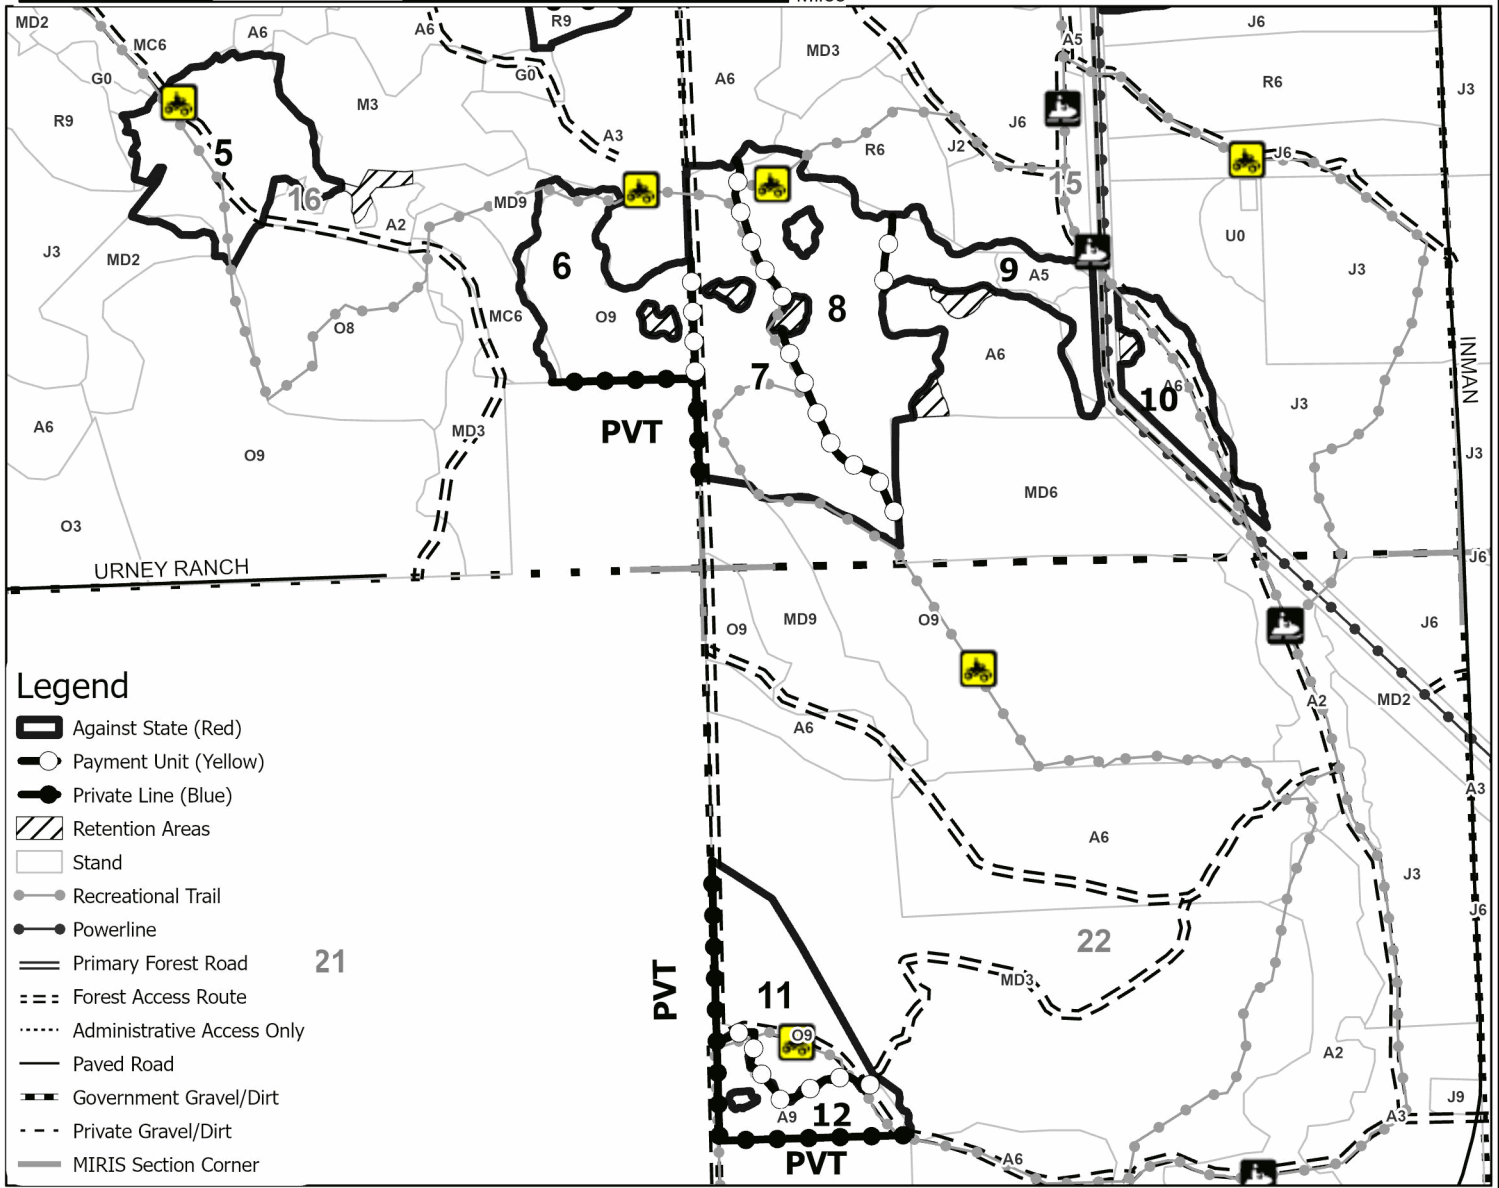 MD2
MC6
A6
A6
R9
G0
G0
MD3
A6
A5
J6
R6
J3
R9
M3
A3
J6
J2
R6
J6
5
16
15
MD9
A2
J3
MD2
6
8
9
A5
U0
J3
MC6
O9
O8
A6
7
A6
10
J3
INMAN
A6
MD3
PVT
O9
J3
MD6
O3
URNEY RANCH
J6
O9
MD9
O9
J6
A2
MD2
A6
A3
A6
J3
J6
22
MD3
PVT
11
O9
A2
J9
A9
12
A3
PVT
A6
Legend
Against State (Red)
Payment Unit (Yellow)
Private Line (Blue)
Retention Areas
Stand
Recreational Trail
Powerline
Primary Forest Road
21
Forest Access Route
Administrative Access Only
Paved Road
Government Gravel/Dirt
Private Gravel/Dirt
MIRIS Section Corner